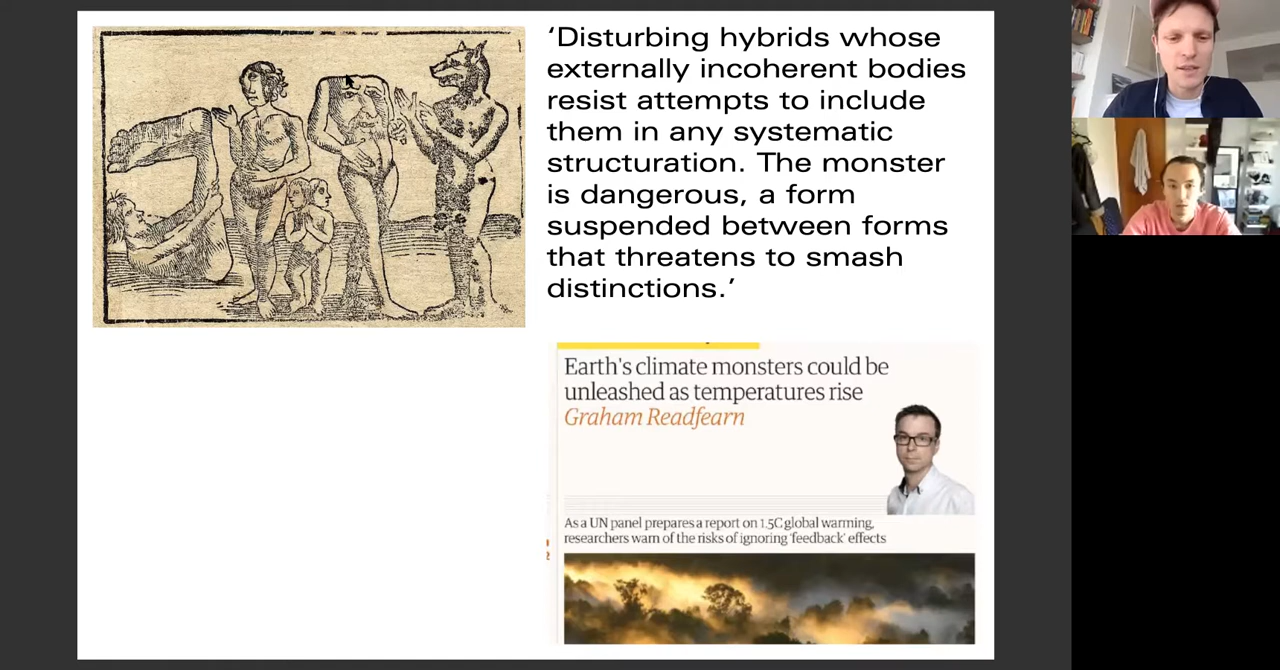 ‘Disturbing hybrids whose
externally incoherent bodies
resist attempts to include
them in any systematic
structuration. The monster
is dangerous, a form
suspended between forms
that threatens to smash
distinctions.’
Earth's climate monsters could be
unleashed as temperatures rise
Graham Readfearn
As a UN panel prepares a report on 1.5C global warming,
researchers warn of the risks of ignoring 'feedback' effects